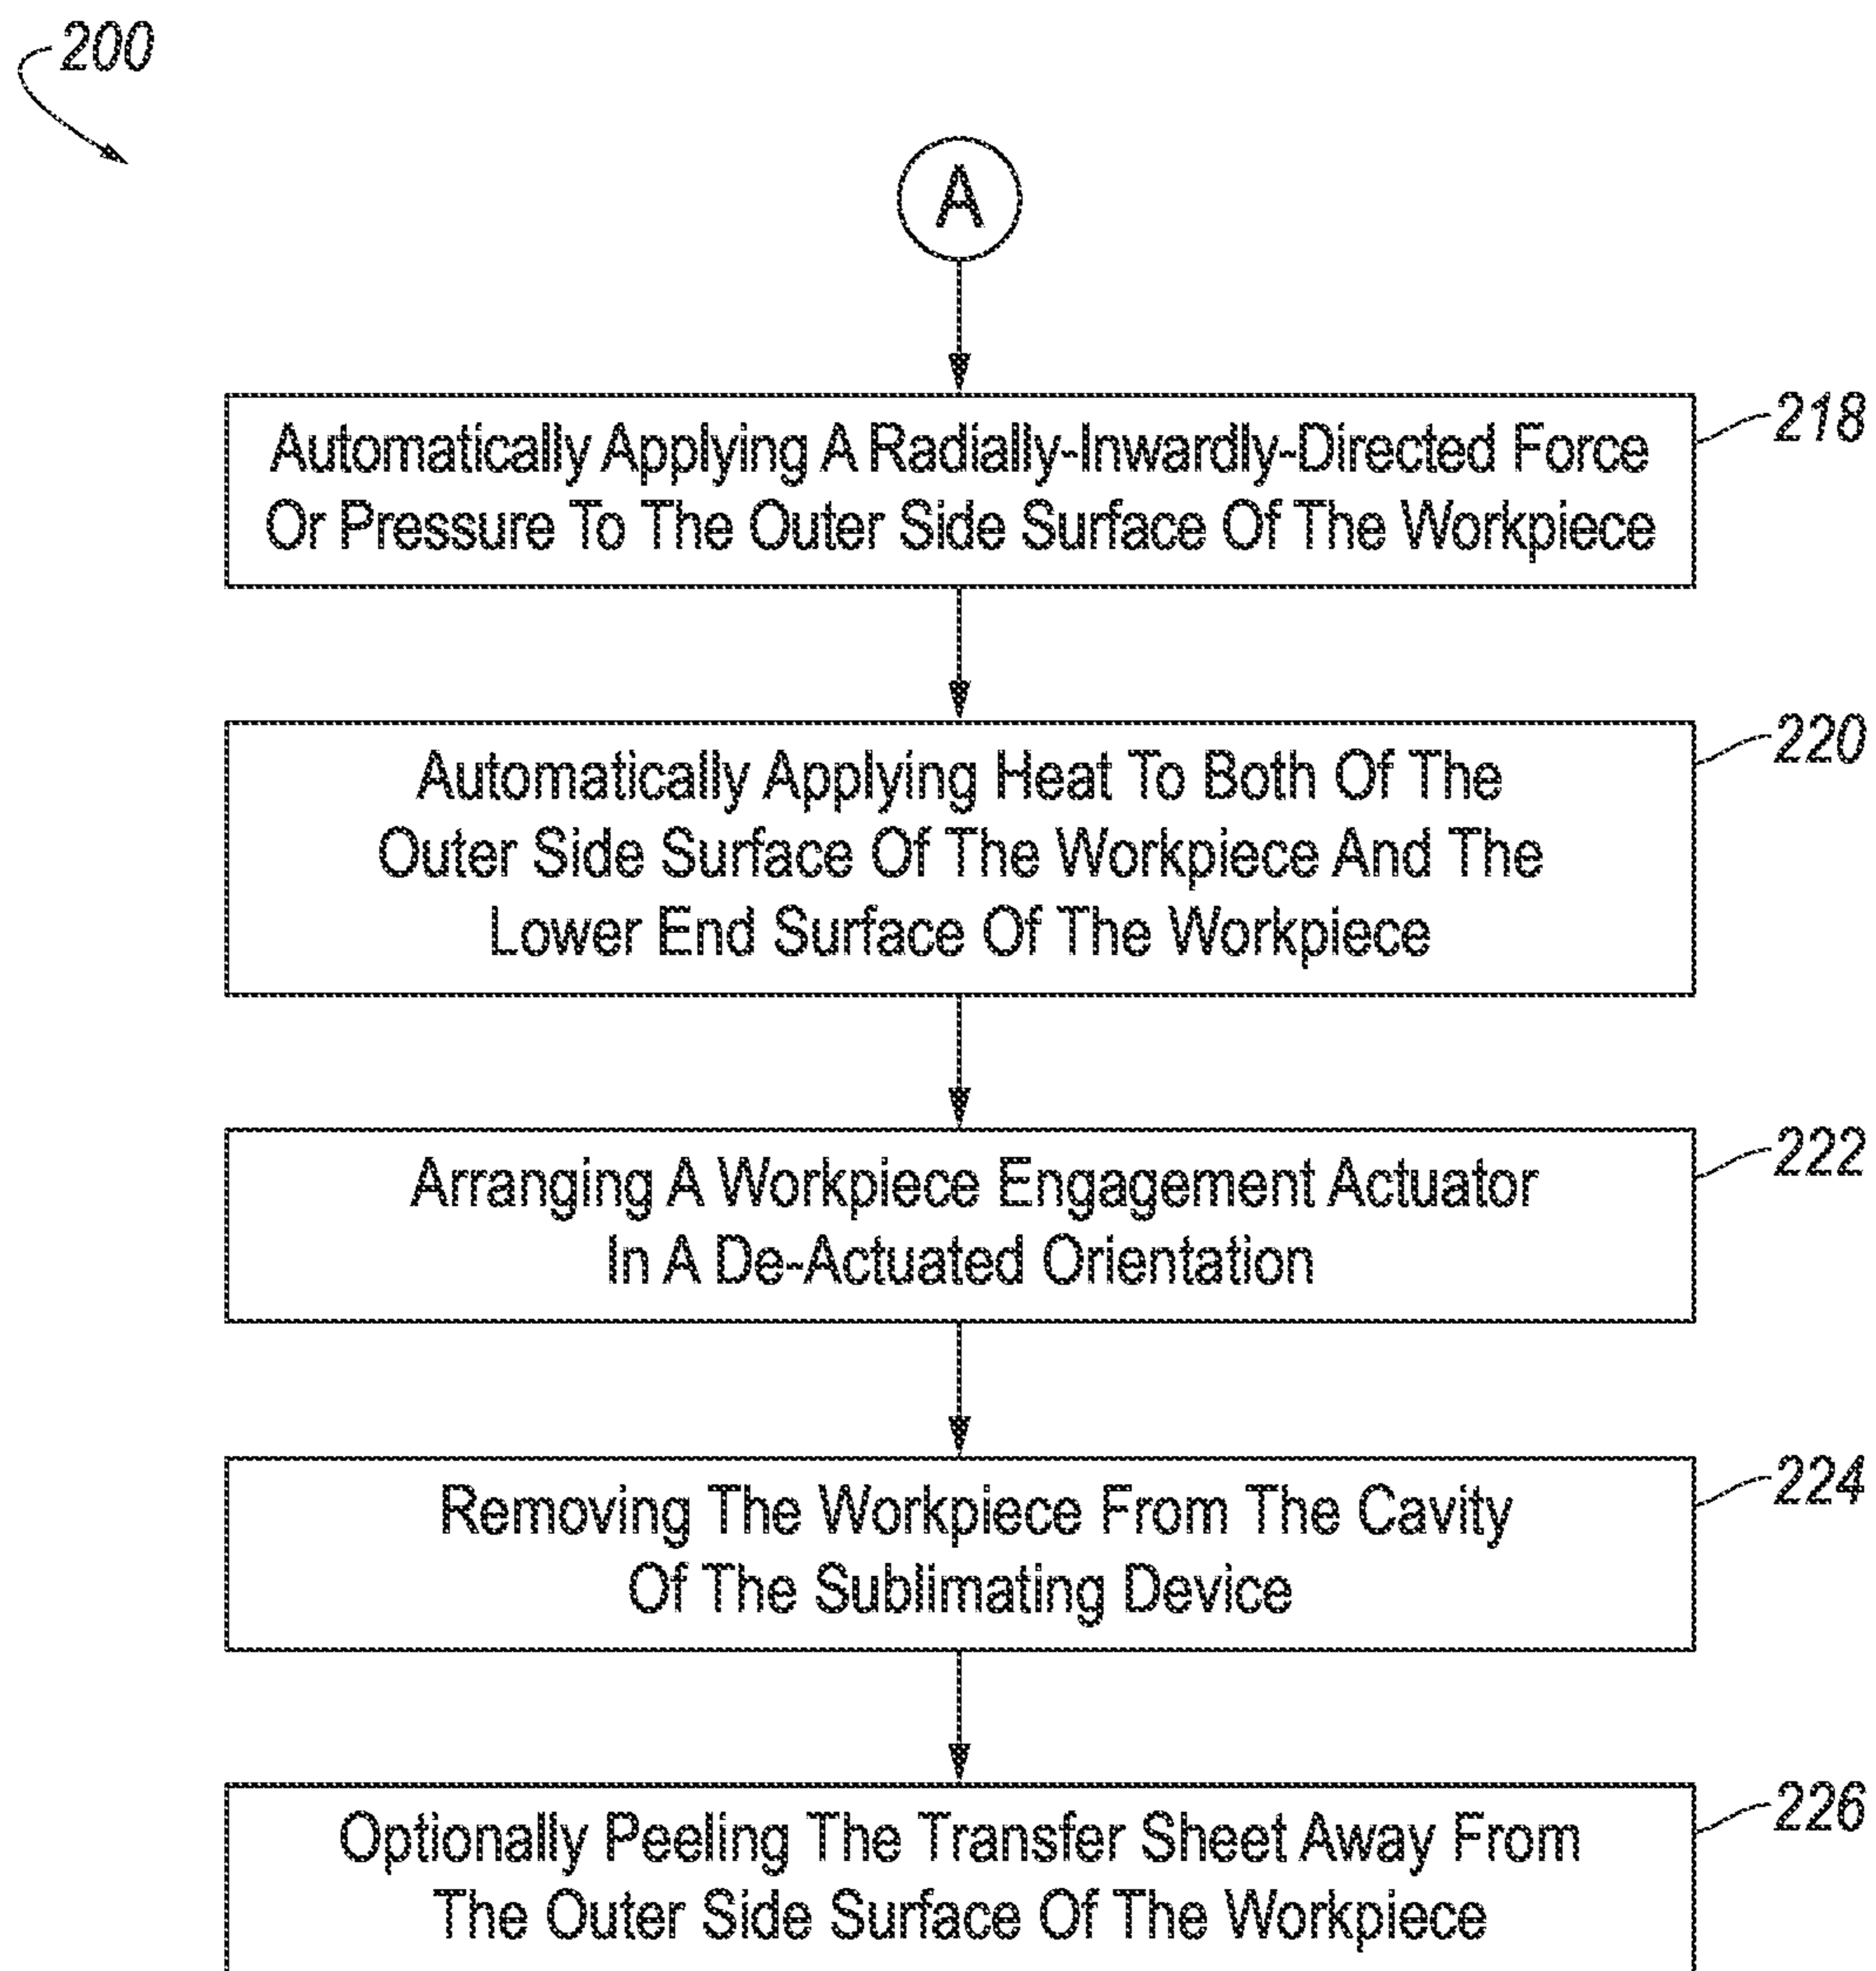 200
A
Automatically Applying A Radially-Inwardly-Directed Force
Or Pressure To The Outer Side Surface Of The Workpiece
218
Automatically Applying Heat To Both Of The
Outer Side Surface Of The Workpiece And The
Lower End Surface Of The Workpiece
220
Arranging A Workpiece Engagement Actuator
In A De-Actuated Orientation
222
Removing The Workpiece From The Cavity
Of The Sublimating Device
224
Optionally Peeling The Transfer Sheet Away From
The Outer Side Surface Of The Workpiece
226